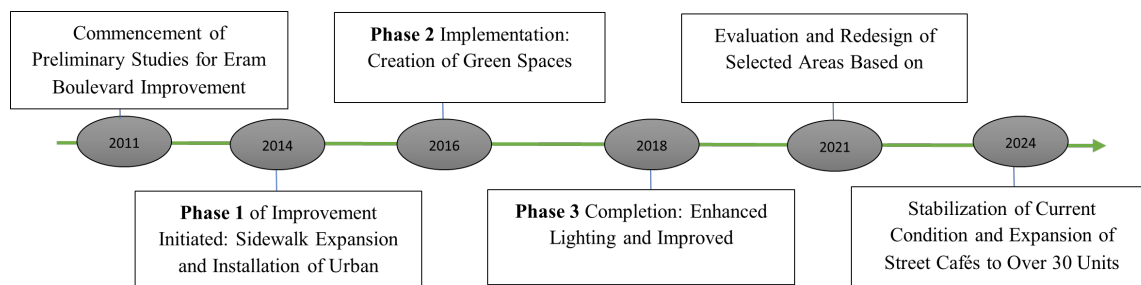 Commencement of
Preliminary Studies for Eram
Boulevard Improvement
Phase 2 Implementation:
Creation of Green Spaces
Evaluation and Redesign of
Selected Areas Based on
2011
2014
2016
2018
2021
2024
Phase 1 of Improvement
Initiated: Sidewalk Expansion
and Installation of Urban
Phase 3 Completion: Enhanced
Lighting and Improved
Stabilization of Current
Condition and Expansion of
Street Cafés to Over 30 Units